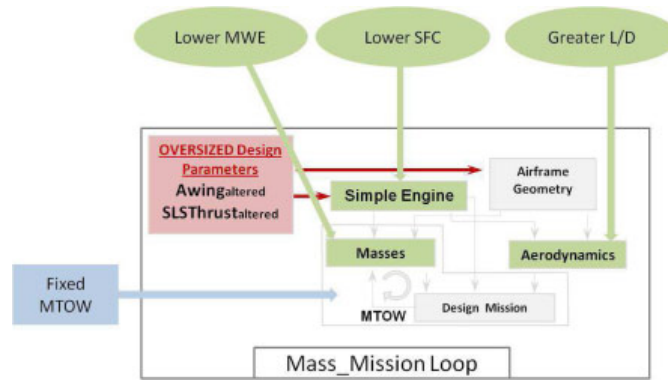 Lower MWE
Lower SFC
Greater L/D
OVERSIZED Design
Parameters
Awingaltered
SLSThrustaltered
Airframe
Geometry
Simple Engine
Masses
Aerodynamics
Fixed
MTOW
MTOW
Design Mission
Mass_Mission Loop